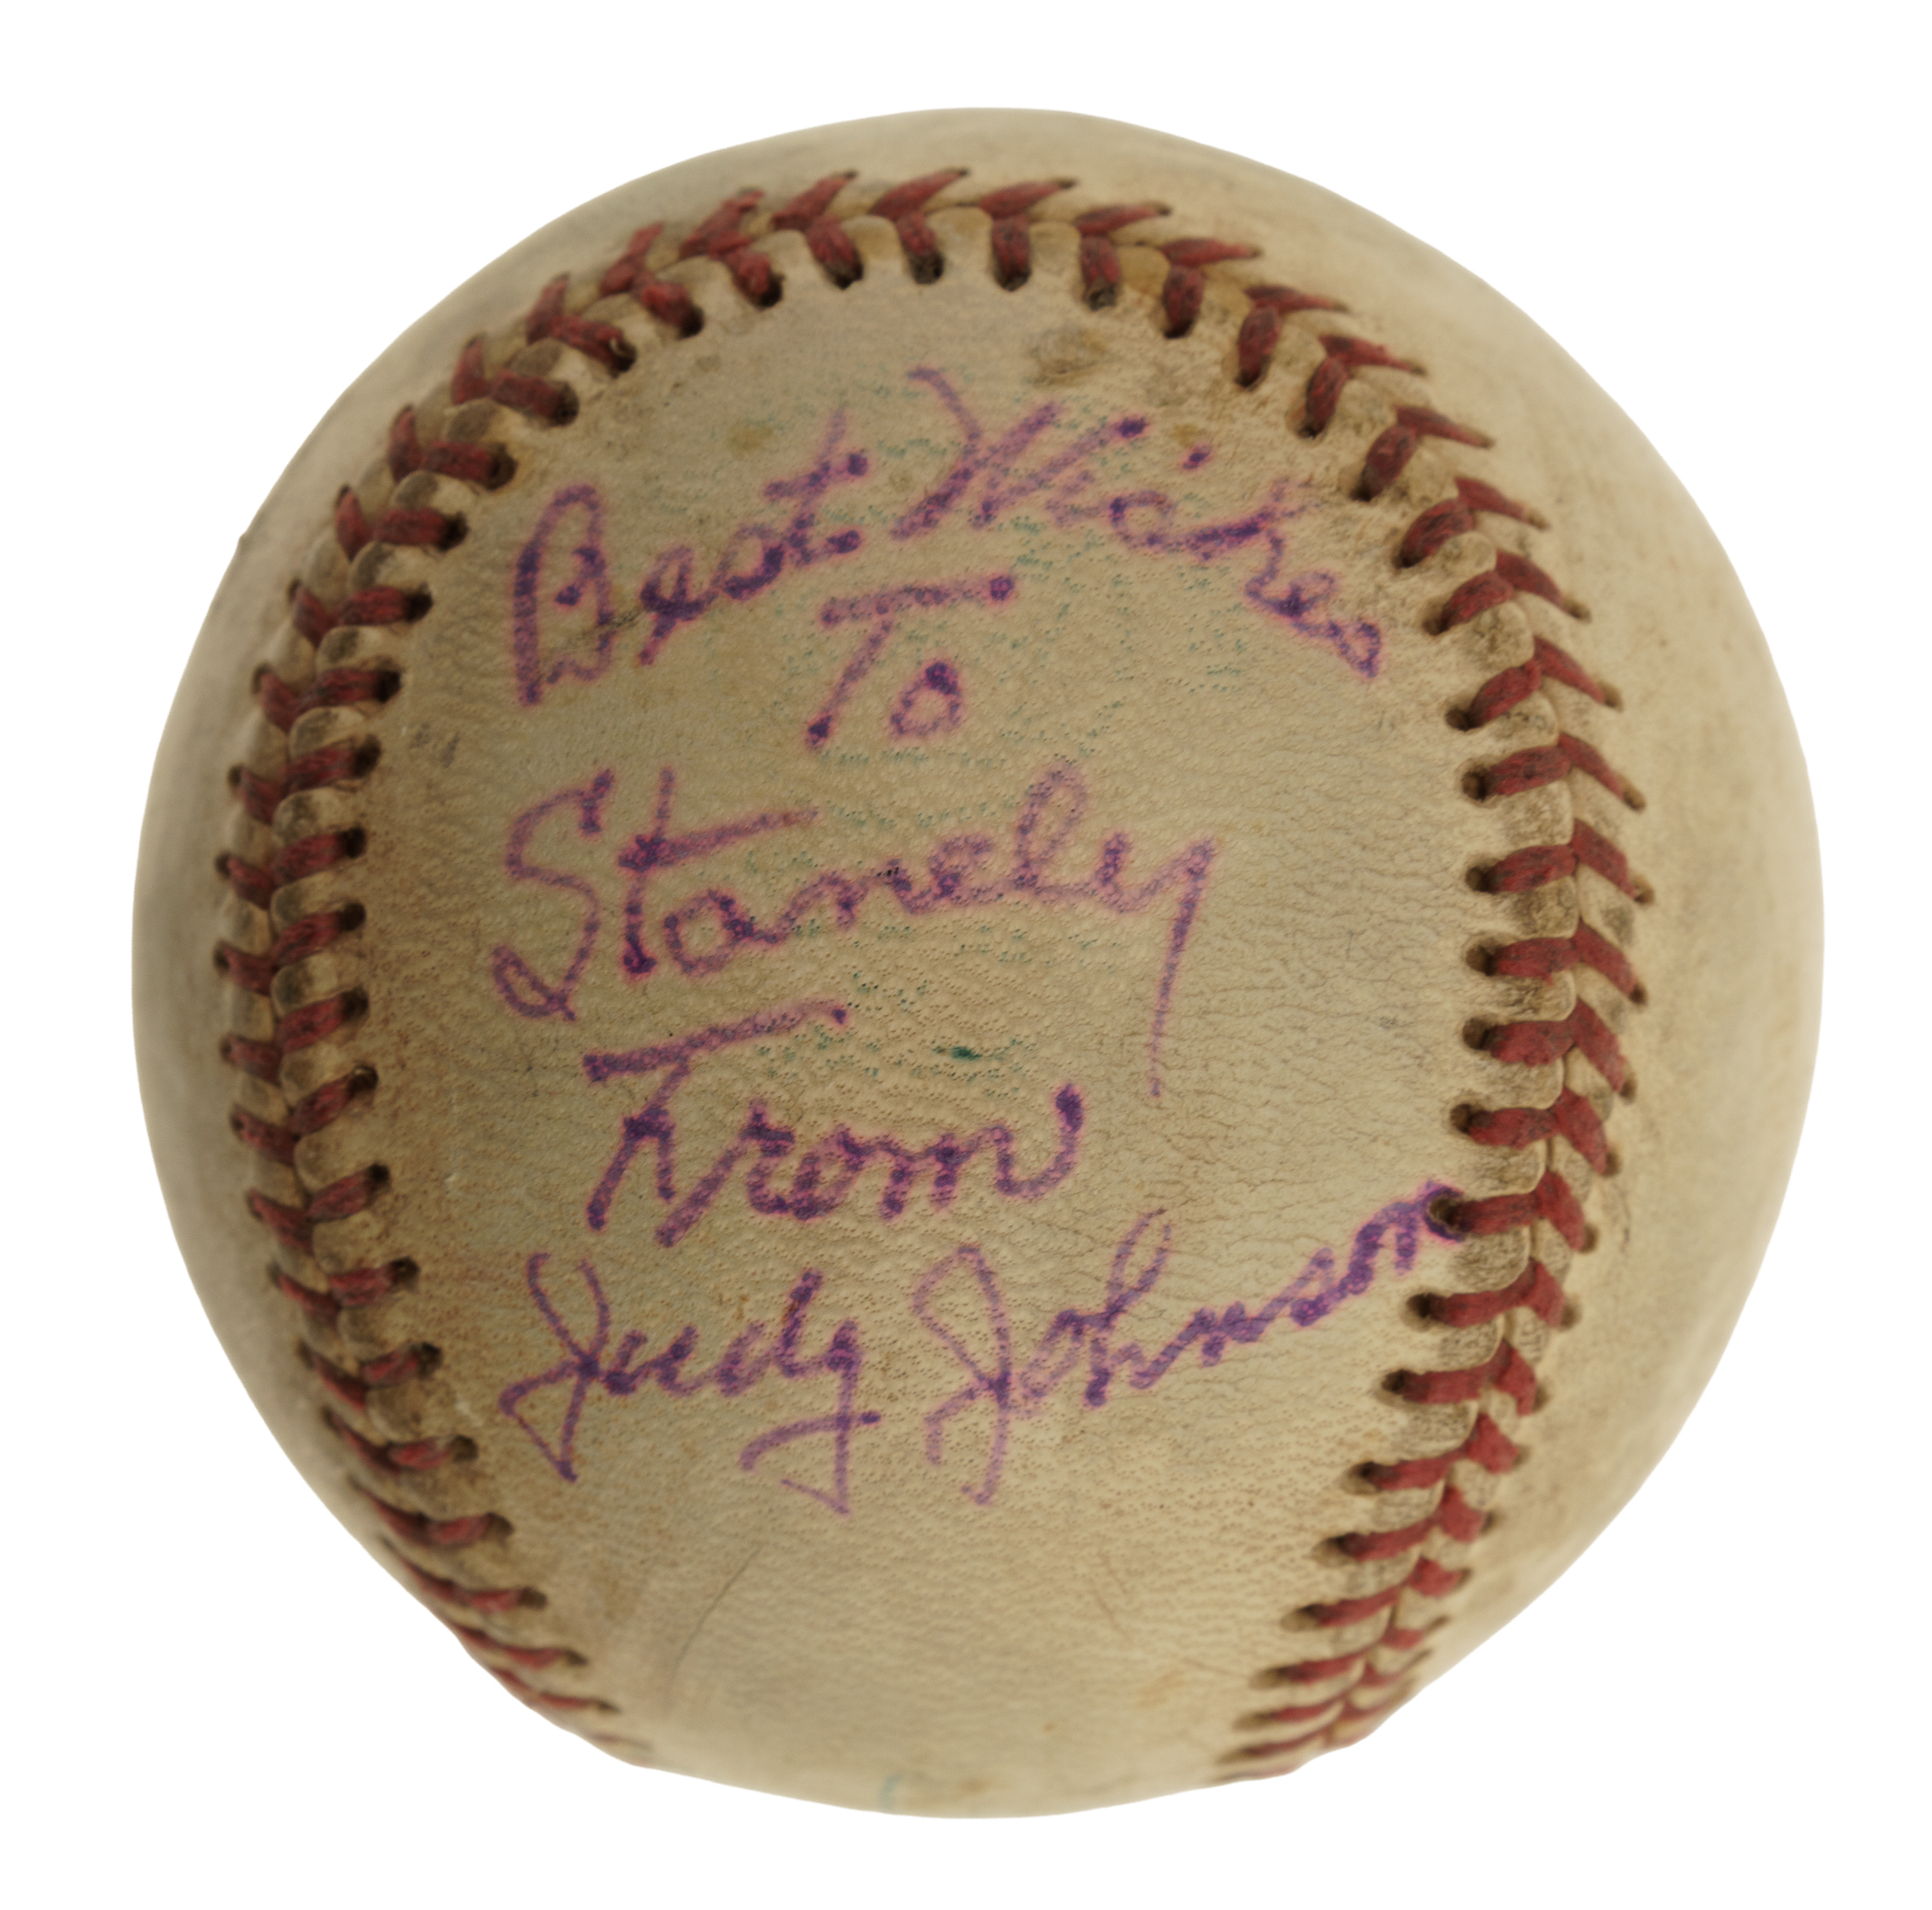 Best Wishes
To
Stanely
From
Judy Johnson